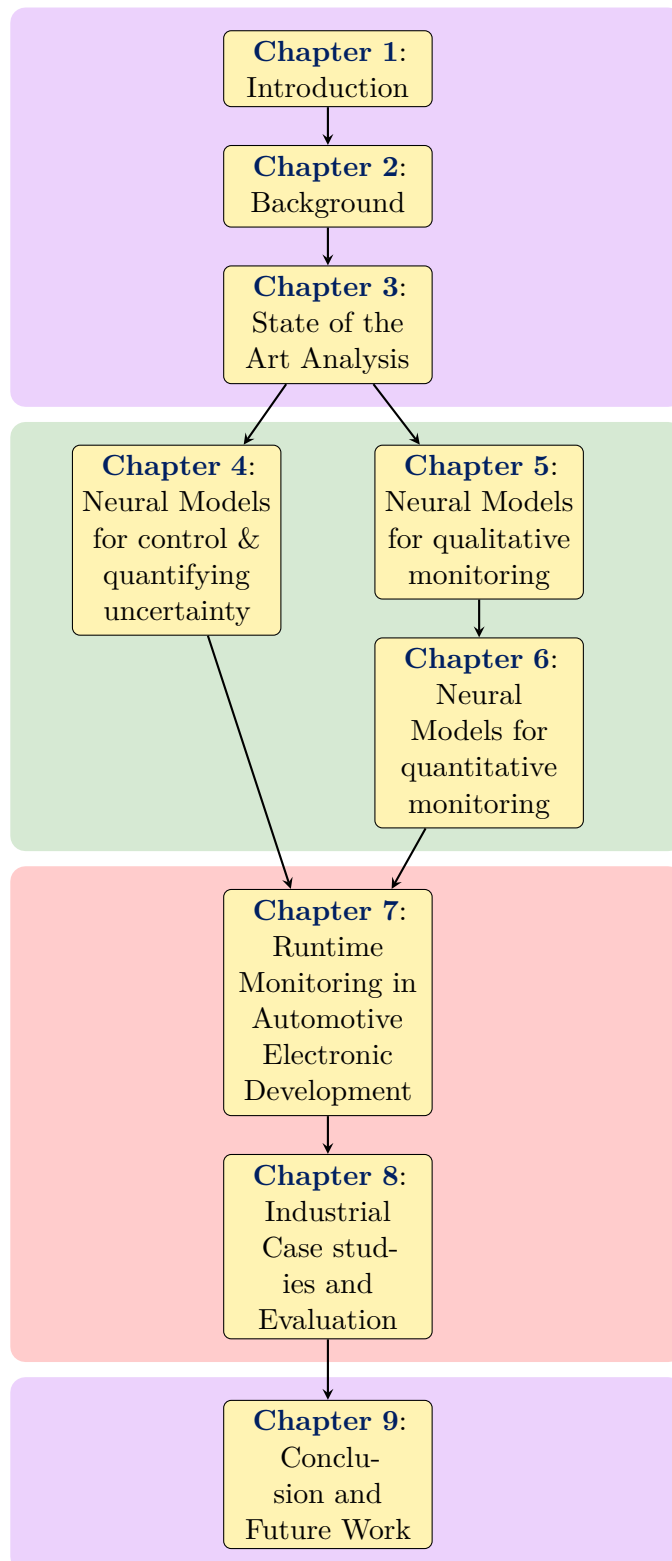 Chapter 1:
Introduction
Chapter 2:
Background
Chapter 3:
State of the
Art Analysis
Chapter 4:
Neural Models
for control &
quantifying
uncertainty
Chapter 5:
Neural Models
for qualitative
monitoring
Chapter 6:
Neural
Models for
quantitative
monitoring
Chapter 7:
Runtime
Monitoring in
Automotive
Electronic
Development
Chapter 8:
Industrial
Case stud-
ies and
Evaluation
Chapter 9:
Conclu-
sion and
Future Work